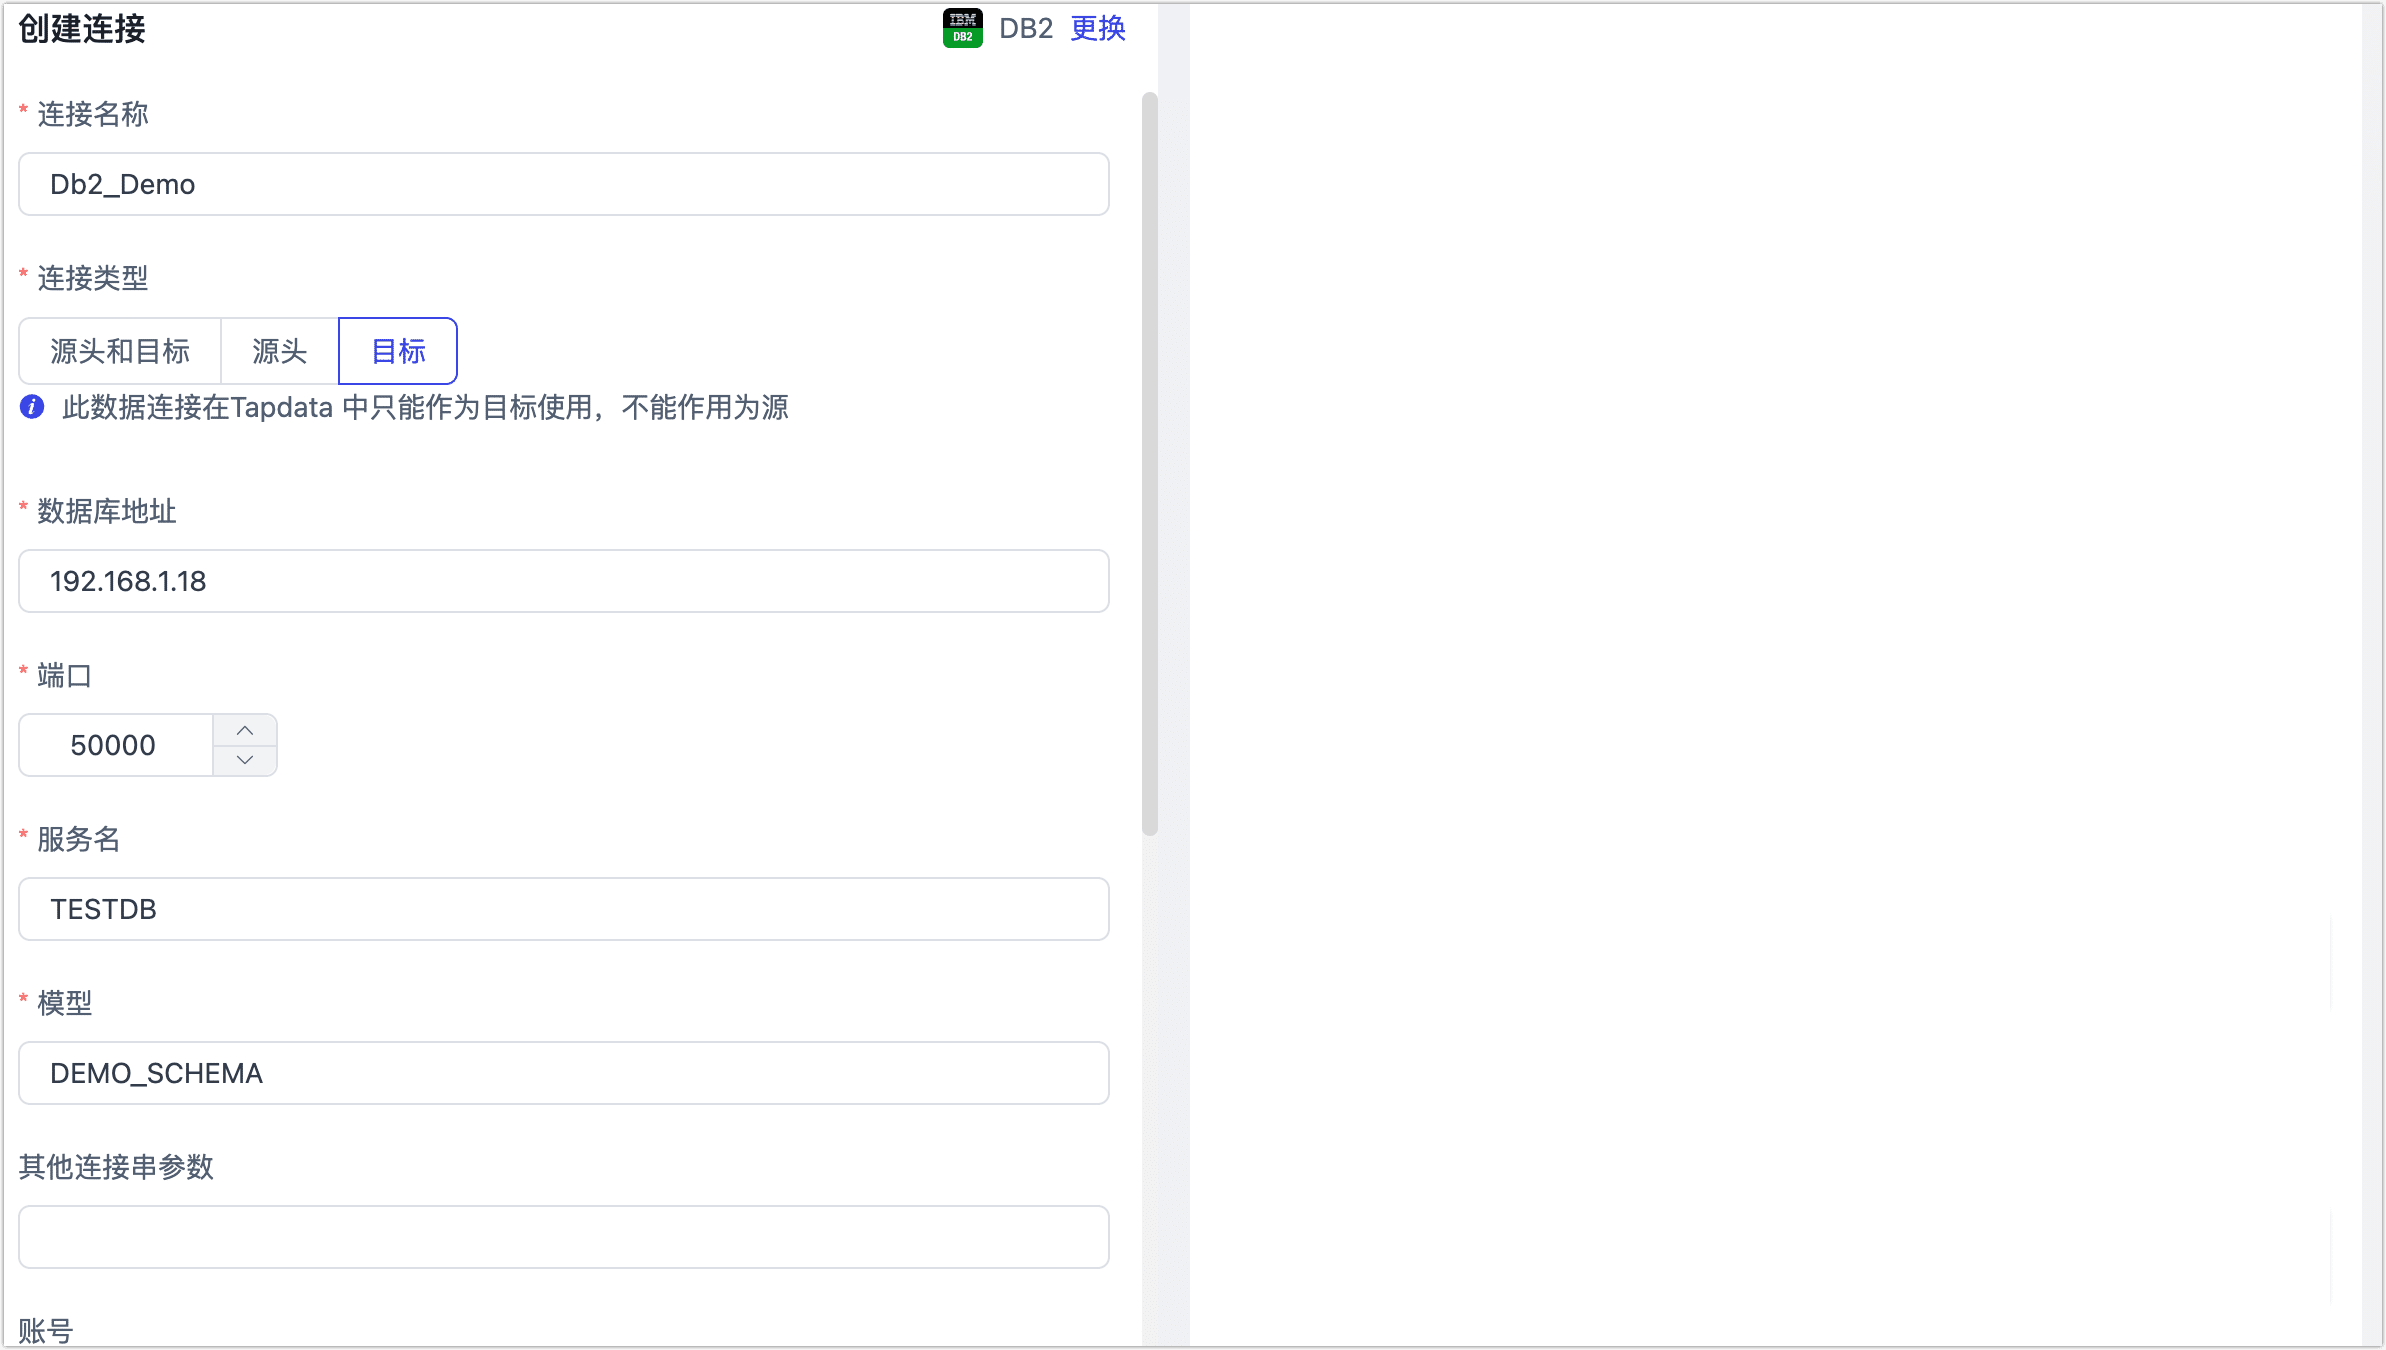 创建连接
IBM
DB2
DB2 更换
* 连接名称
Db2_Demo
* 连接类型
源头和目标 源头 目标
i 此数据连接在Tapdata 中只能作为目标使用，不能作用为源
* 数据库地址
192.168.1.18
* 端口
50000
* 服务名
TESTDB
* 模型
DEMO_SCHEMA
其他连接串参数
账号